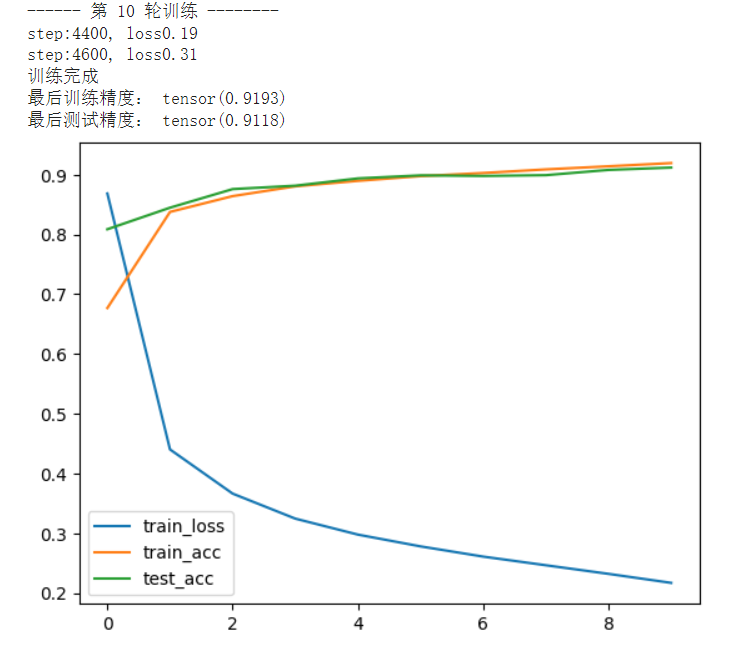 ------ 第 10 轮训练 --------
step:4400, loss0.19
step:4600, loss0.31
训练完成
最后训练精度： tensor(0.9193)
最后测试精度： tensor(0.9118)
0.9
0.8
0.7
0.6
0.5
0.4
0.3
0.2
train_loss
train_acc
test_acc
0 2 4 6 8